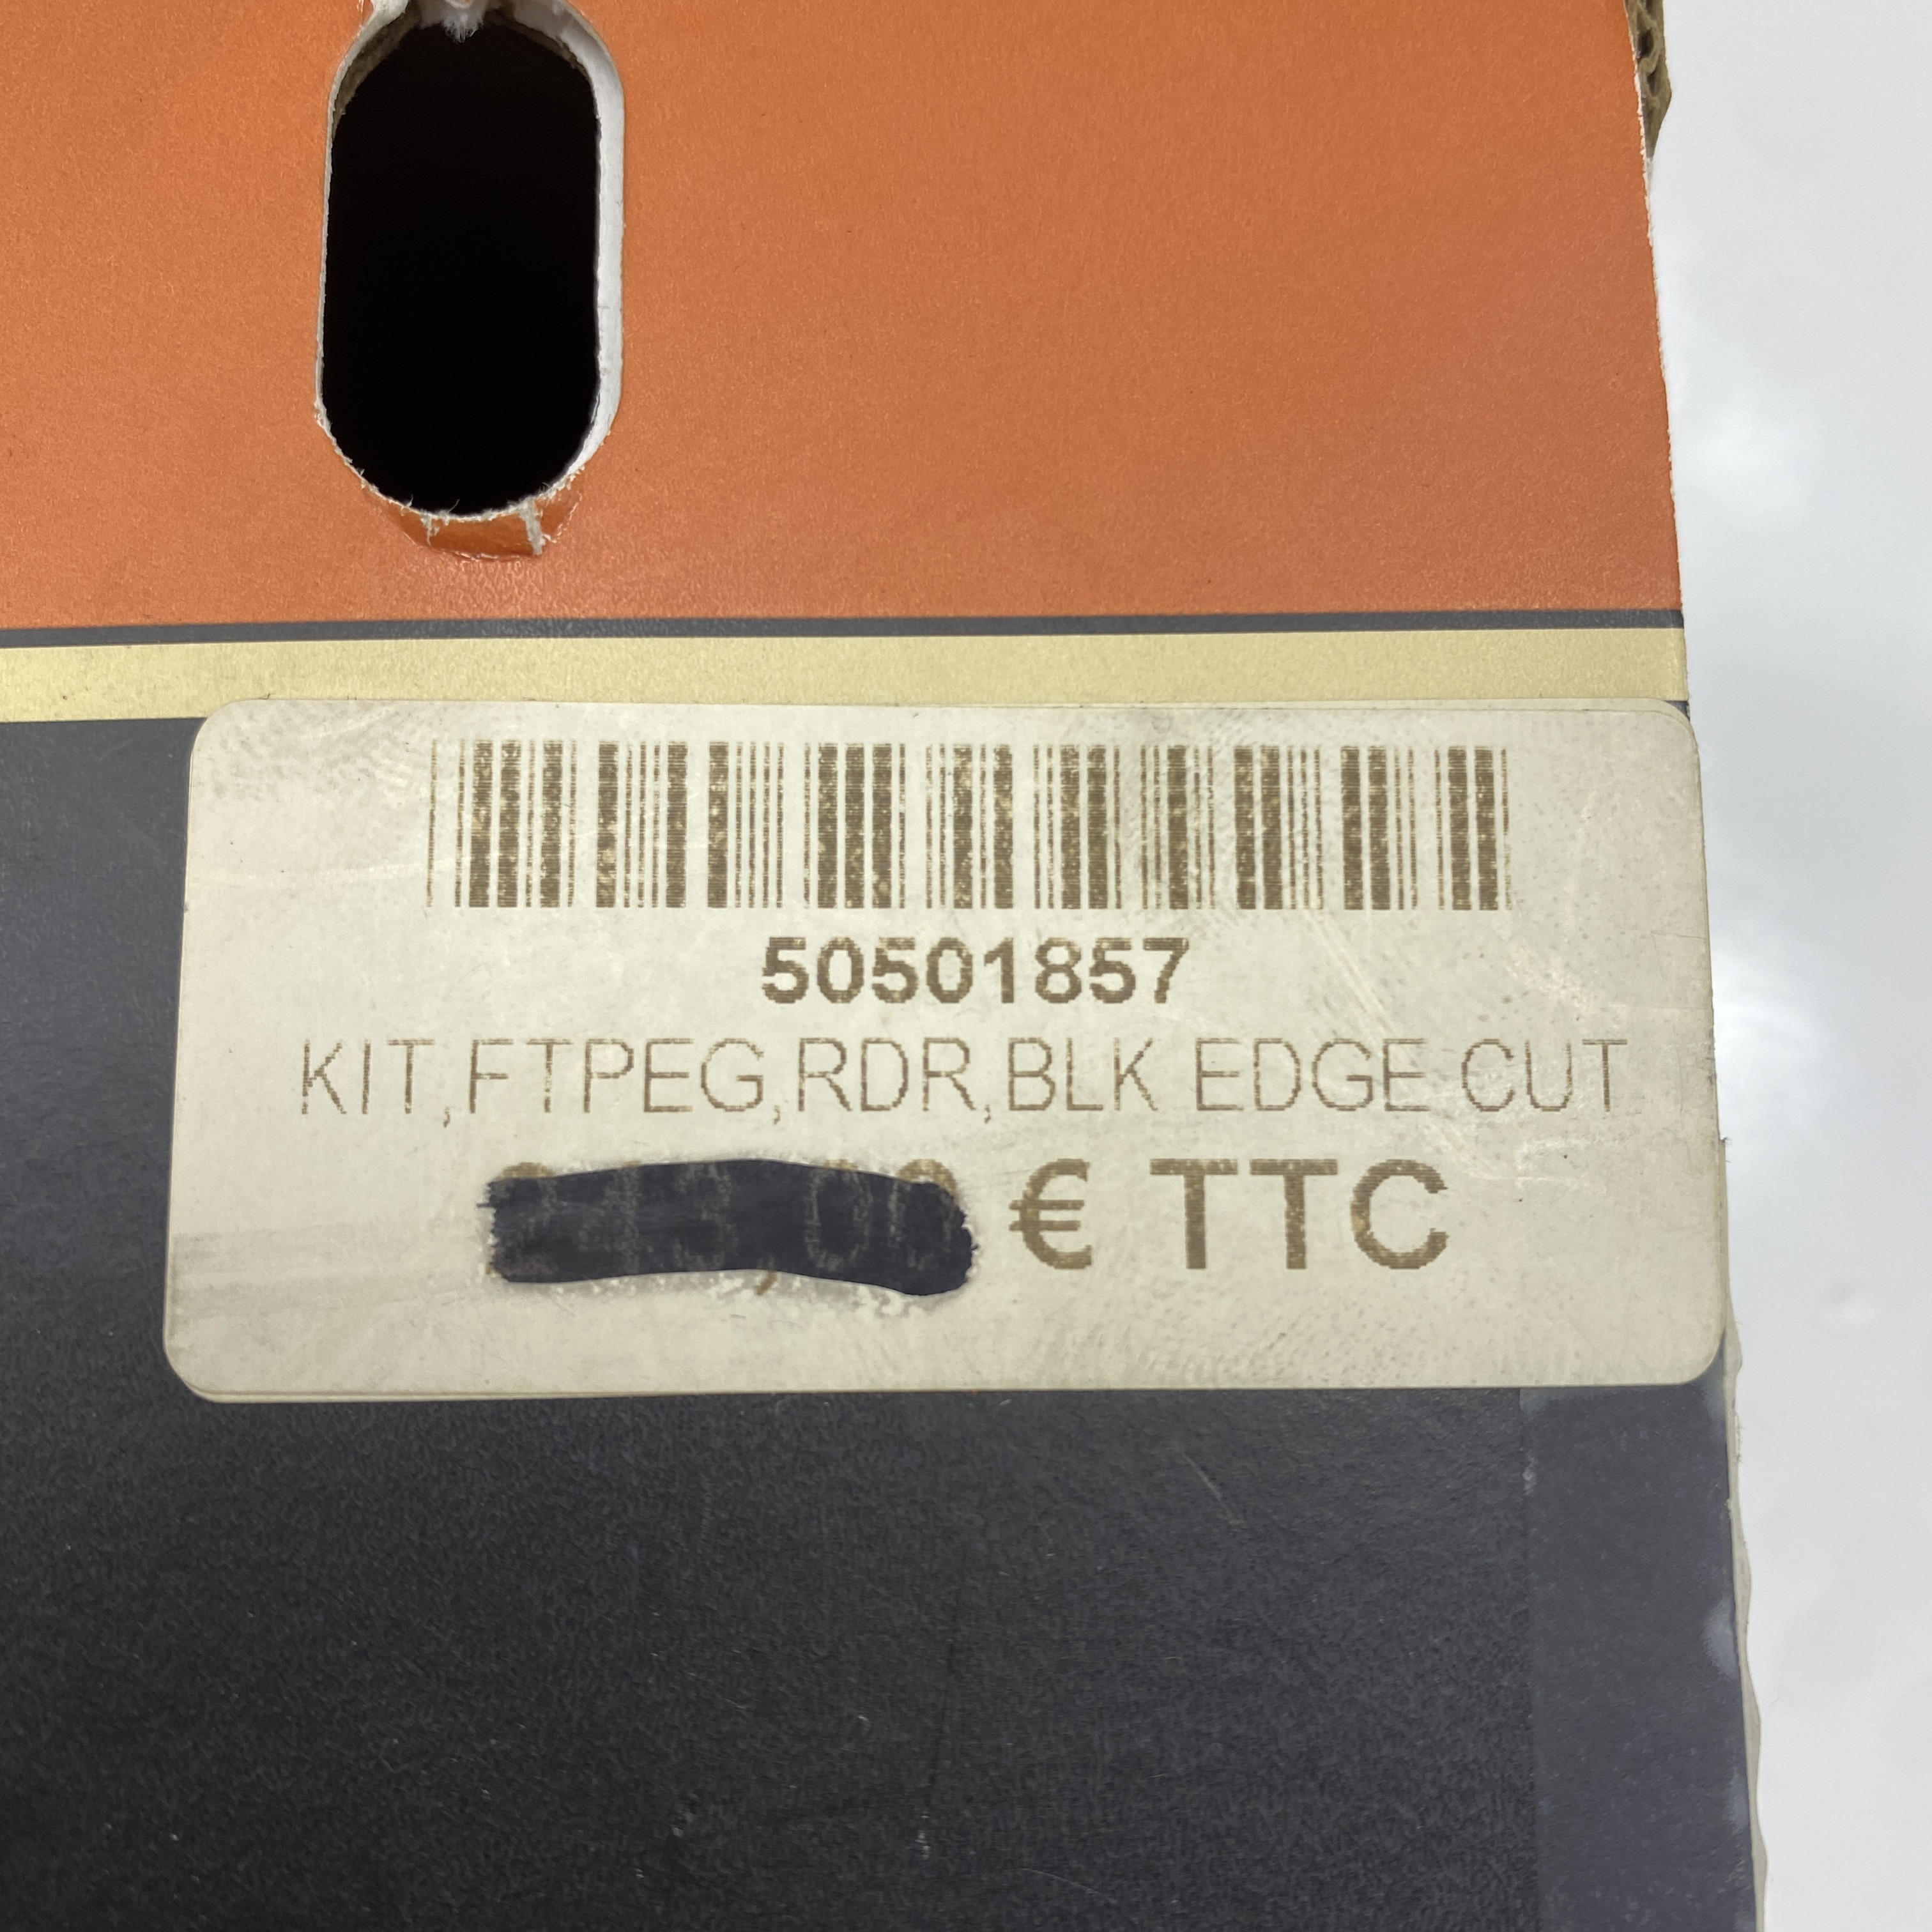 50501857
KIT,FTPEG,RDR,BLK EDGE CUT
€ TTC